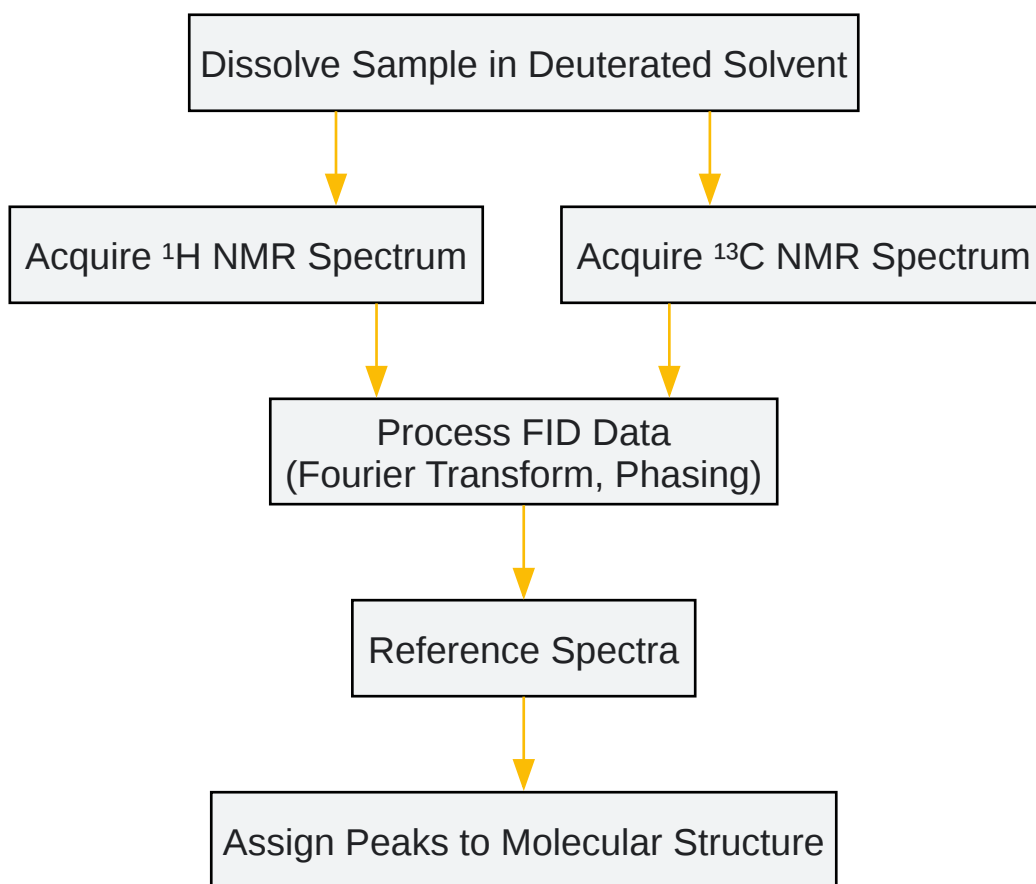 Dissolve Sample in Deuterated Solvent
Acquire ¹H NMR Spectrum
Acquire ¹³C NMR Spectrum
Process FID Data
(Fourier Transform, Phasing)
Reference Spectra
Assign Peaks to Molecular Structure